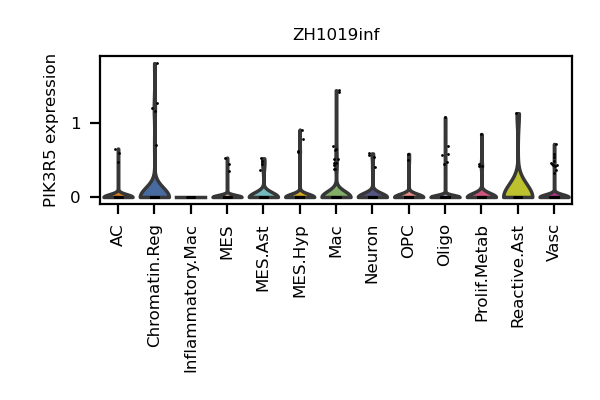 ZH1019inf
PIK3R5 expression
1
0
AC
Chromatin.Reg
Inflammatory.Mac
MES
MES.Ast
MES.Hyp
Mac
Neuron
OPC
Oligo
Prolif.Metab
Reactive.Ast
Vasc